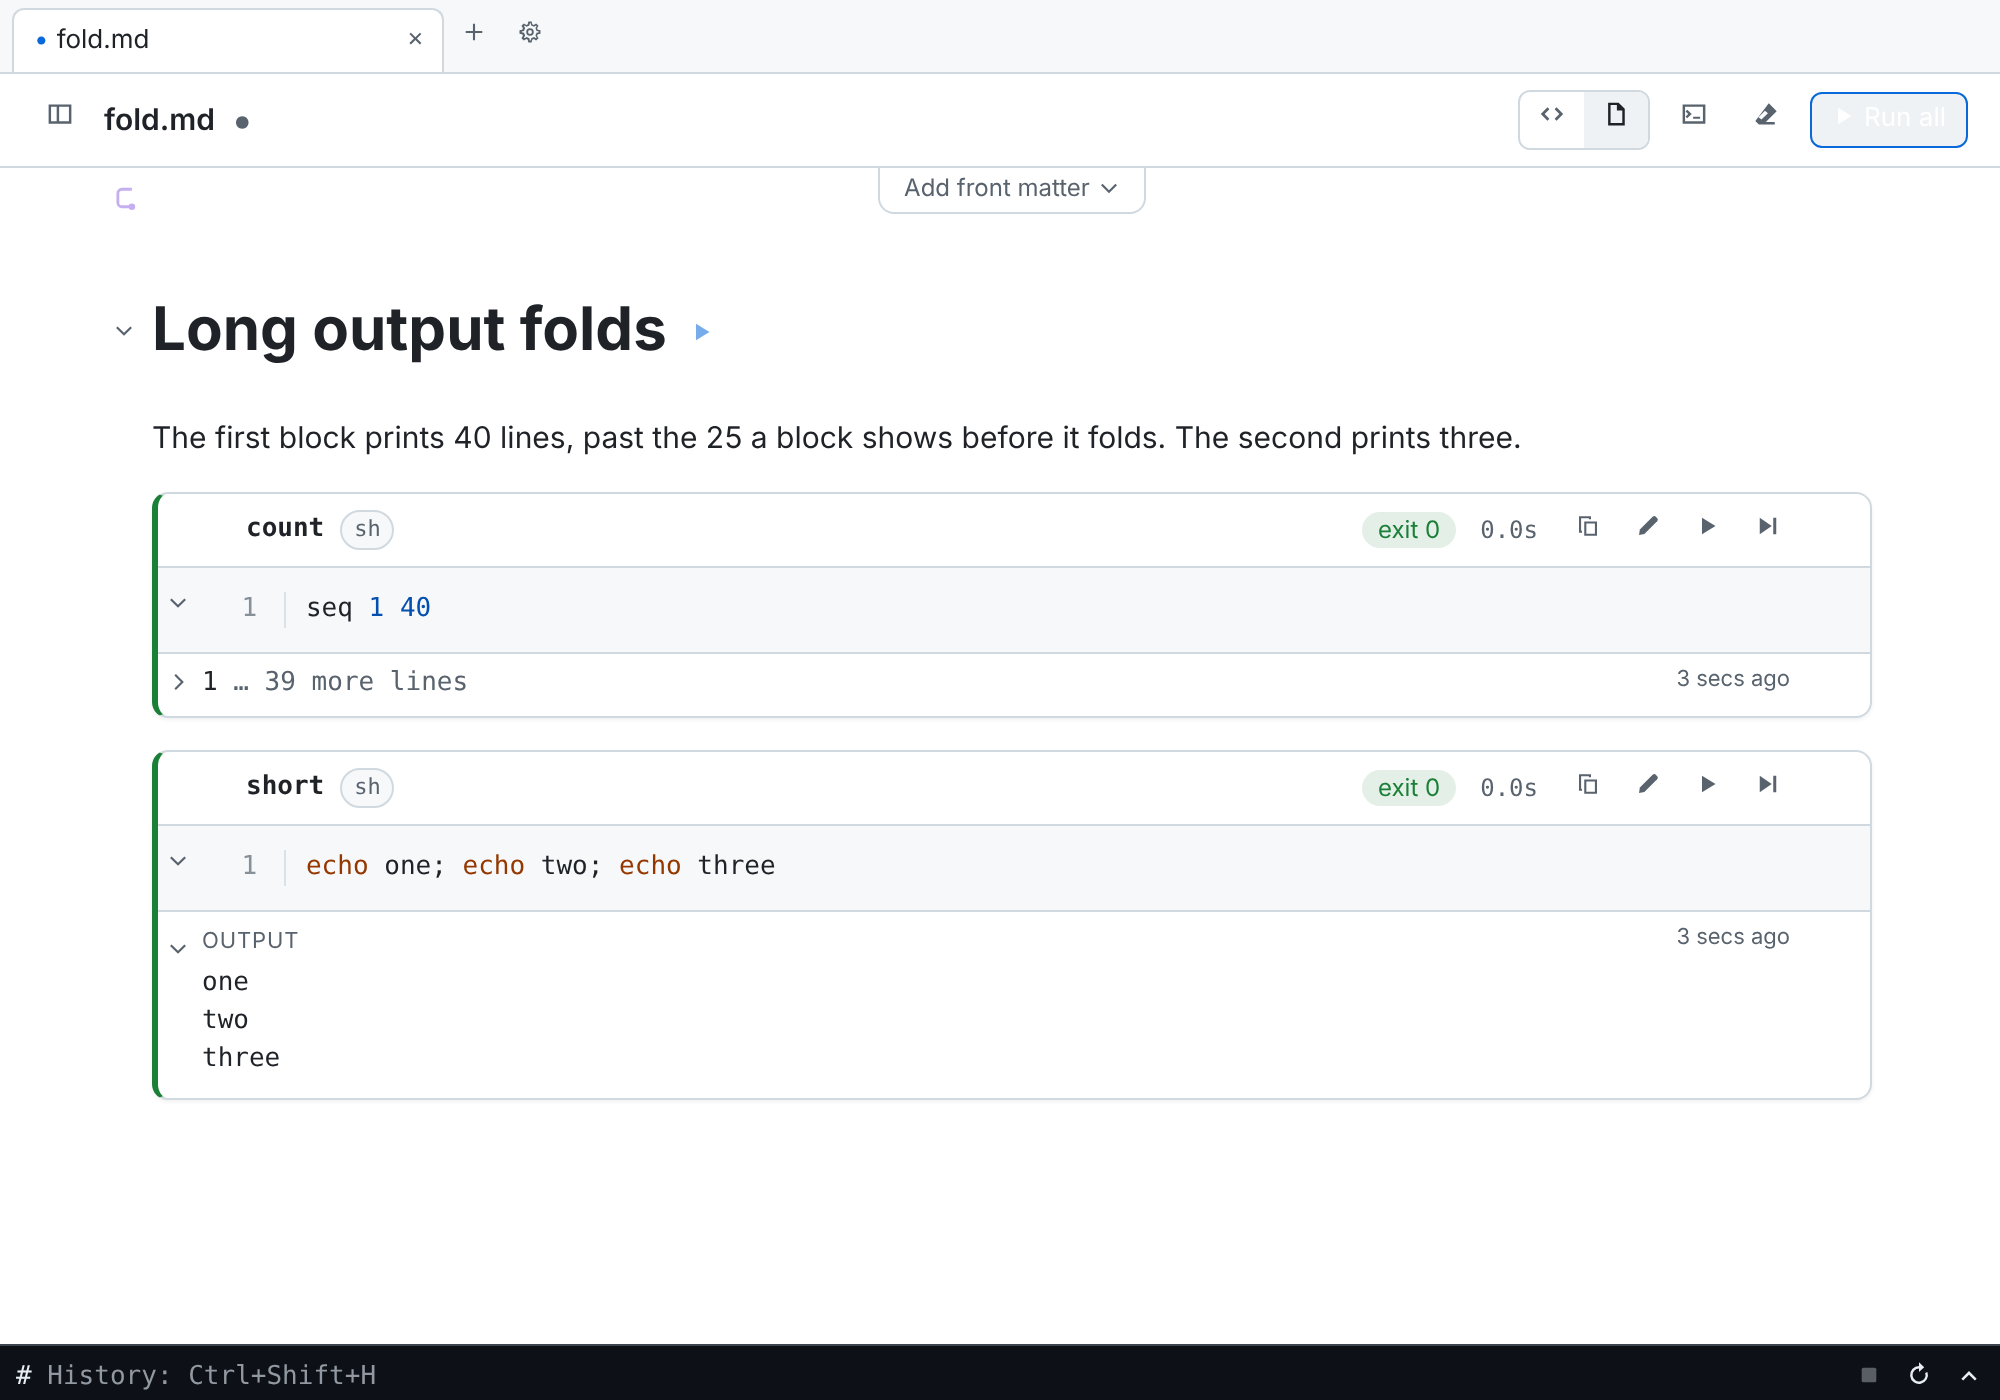 fold.md
fold.md
Run all
Add front matter
Long output folds
The first block prints 40 lines, past the 25 a block shows before it folds. The second prints three.
count sh exit 0 0.0s
1 seq 1 40
1 … 39 more lines 3 secs ago
short sh exit 0 0.0s
1 echo one; echo two; echo three
OUTPUT 3 secs ago
one
two
three
# History: Ctrl+Shift+H